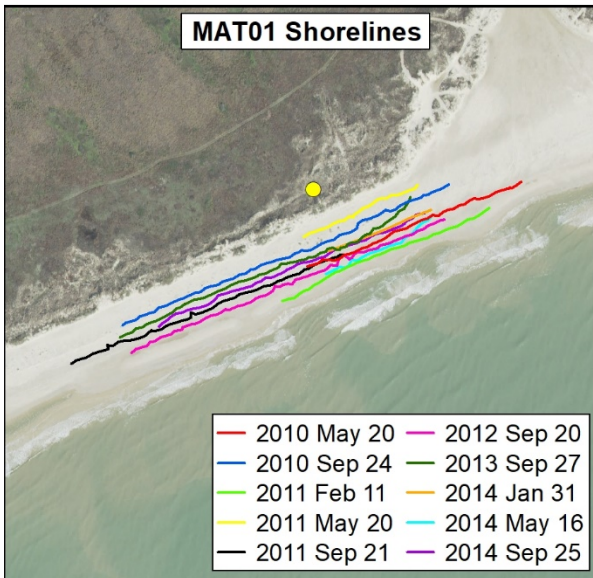 MAT01 Shorelines
2010 May 20
2010 Sep 24
2011 Feb 11
2011 May 20
2011 Sep 21
2012 Sep 20
2013 Sep 27
2014 Jan 31
2014 May 16
2014 Sep 25